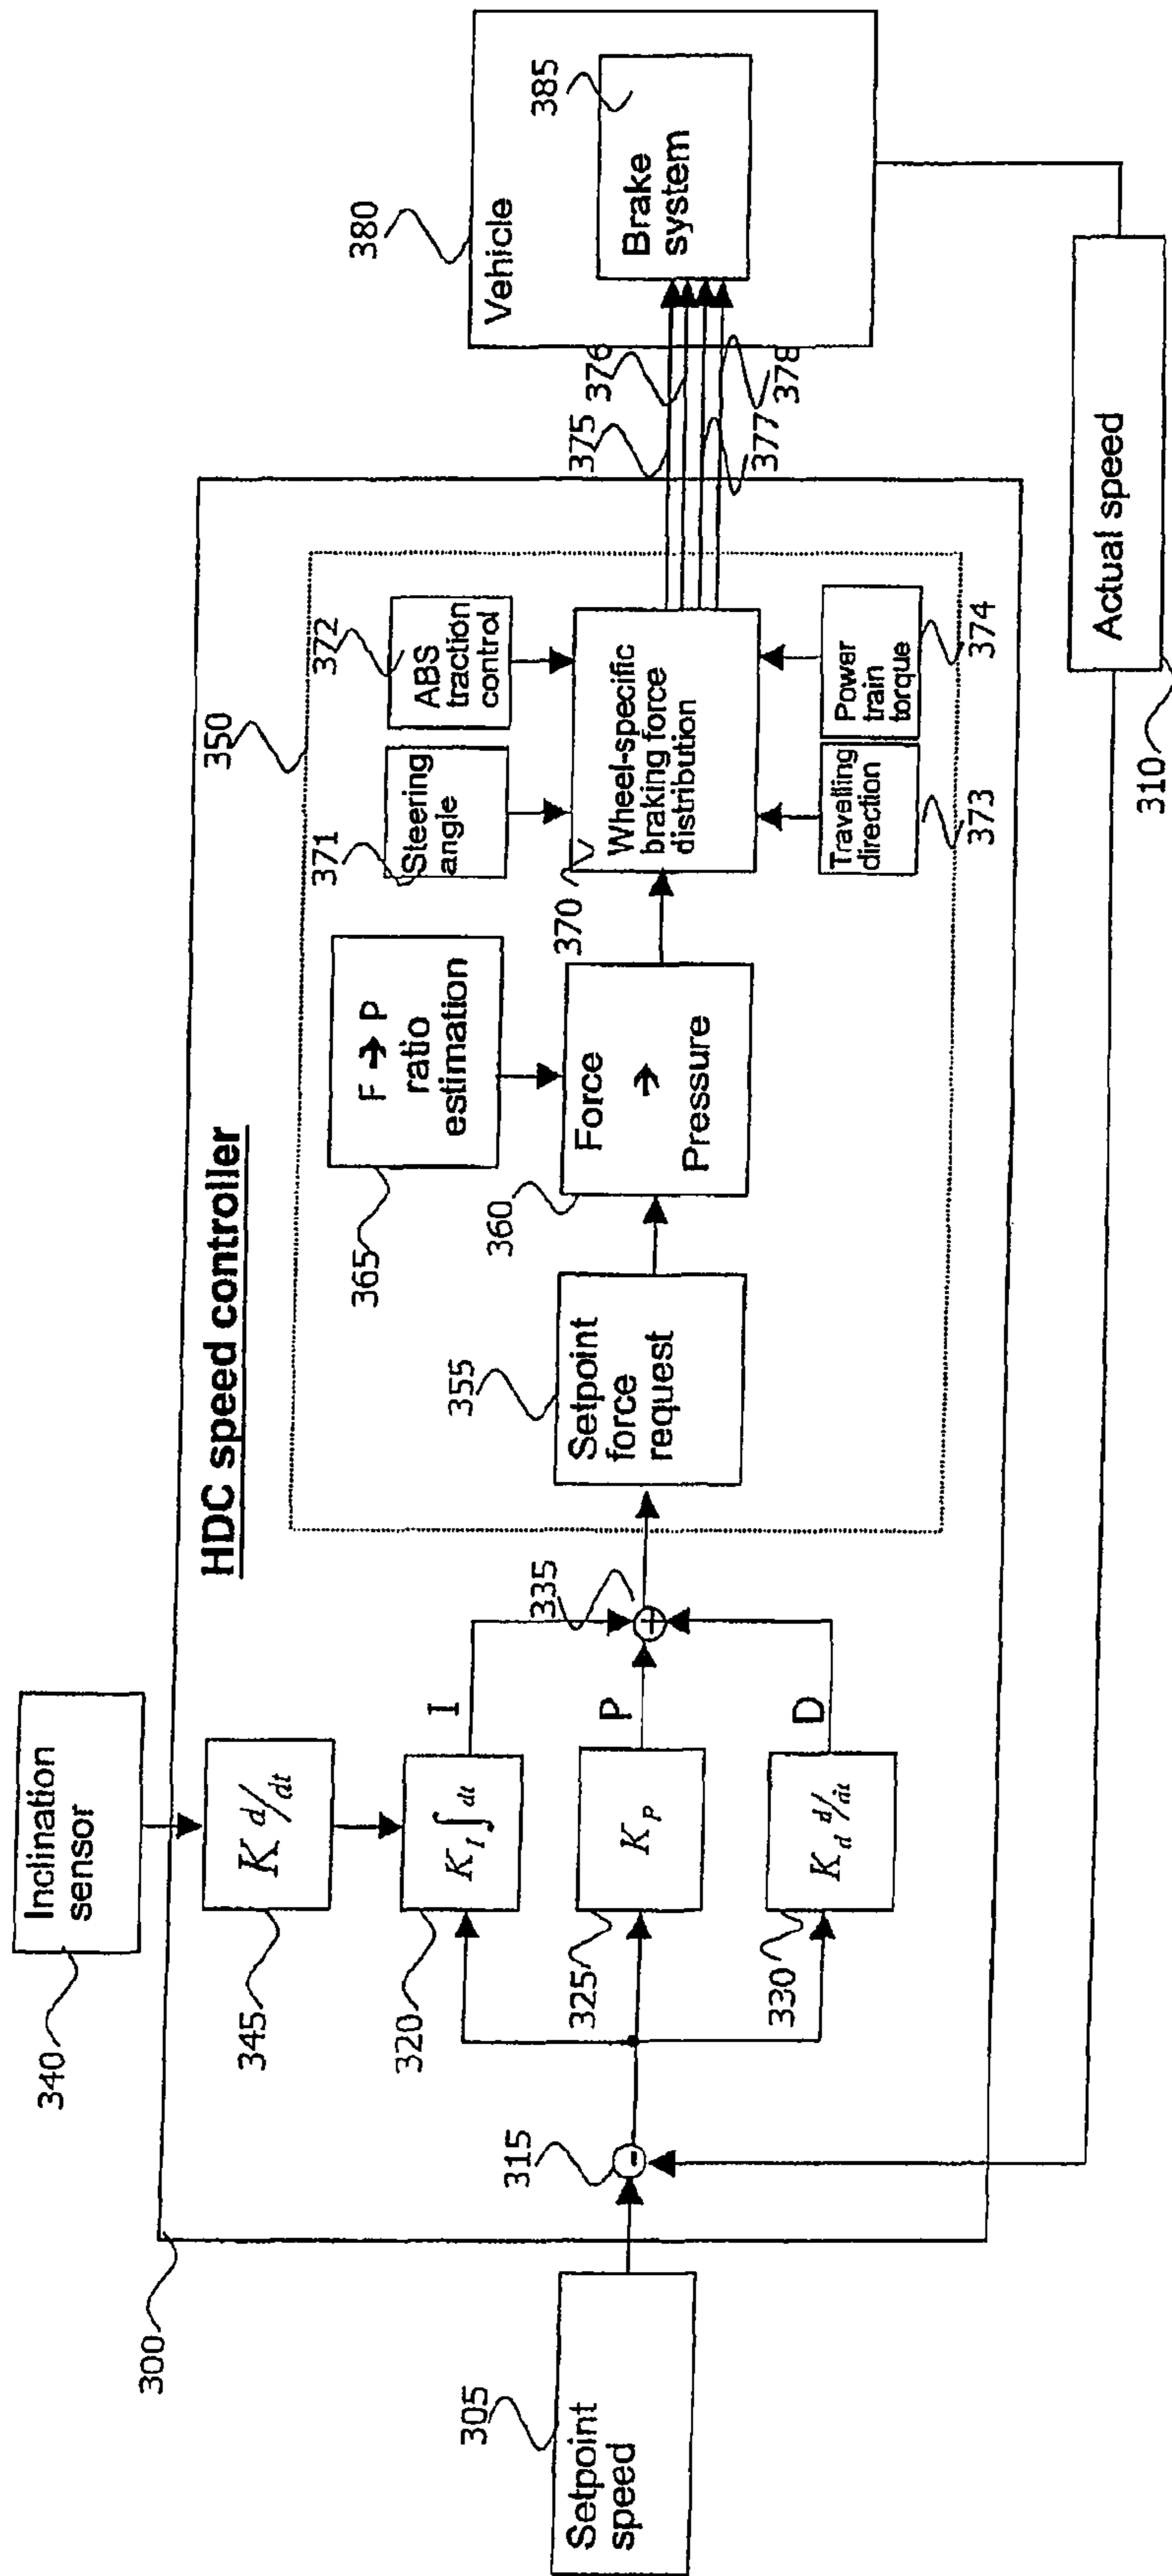 HDC speed controller
300
305
Setpoint
speed
315
340
Inclination
sensor
345
K d/dt
320
K_I ∫ dt
I
325
K_P
P
330
K_d d/dt
D
335
+
-
350
355
Setpoint
force
request
360
Force
→
Pressure
365
F → P
ratio
estimation
370
Wheel-specific
braking force
distribution
371
Steering
angle
372
ABS
traction
control
373
Travelling
direction
374
Power
train
torque
375
376
377
378
380
Vehicle
385
Brake
system
Actual speed
310